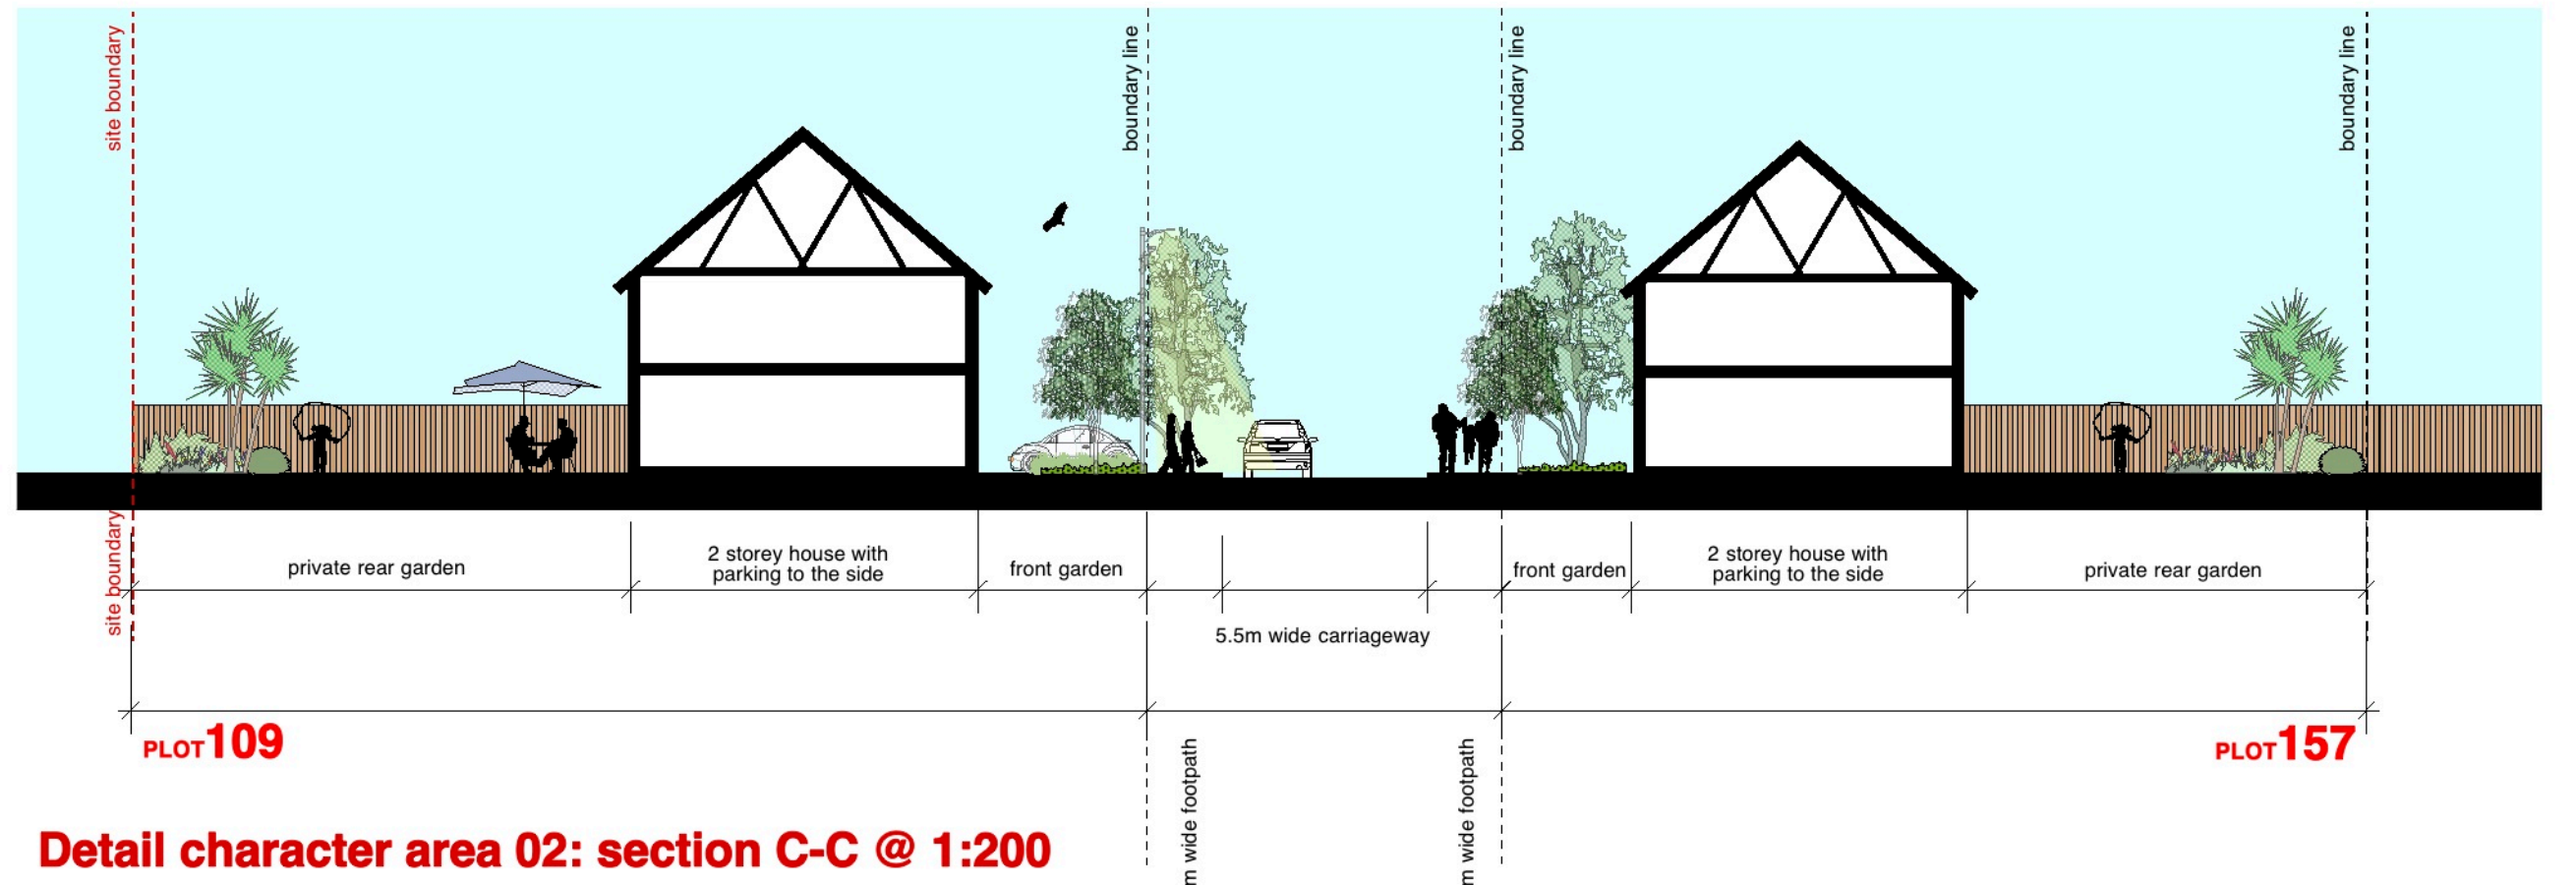 site boundary
boundary line
boundary line
boundary line
site boundary
private rear garden
2 storey house with
parking to the side
front garden
front garden
2 storey house with
parking to the side
private rear garden
5.5m wide carriageway
PLOT109
PLOT157
m wide footpath
m wide footpath
Detail character area 02: section C-C @ 1:200